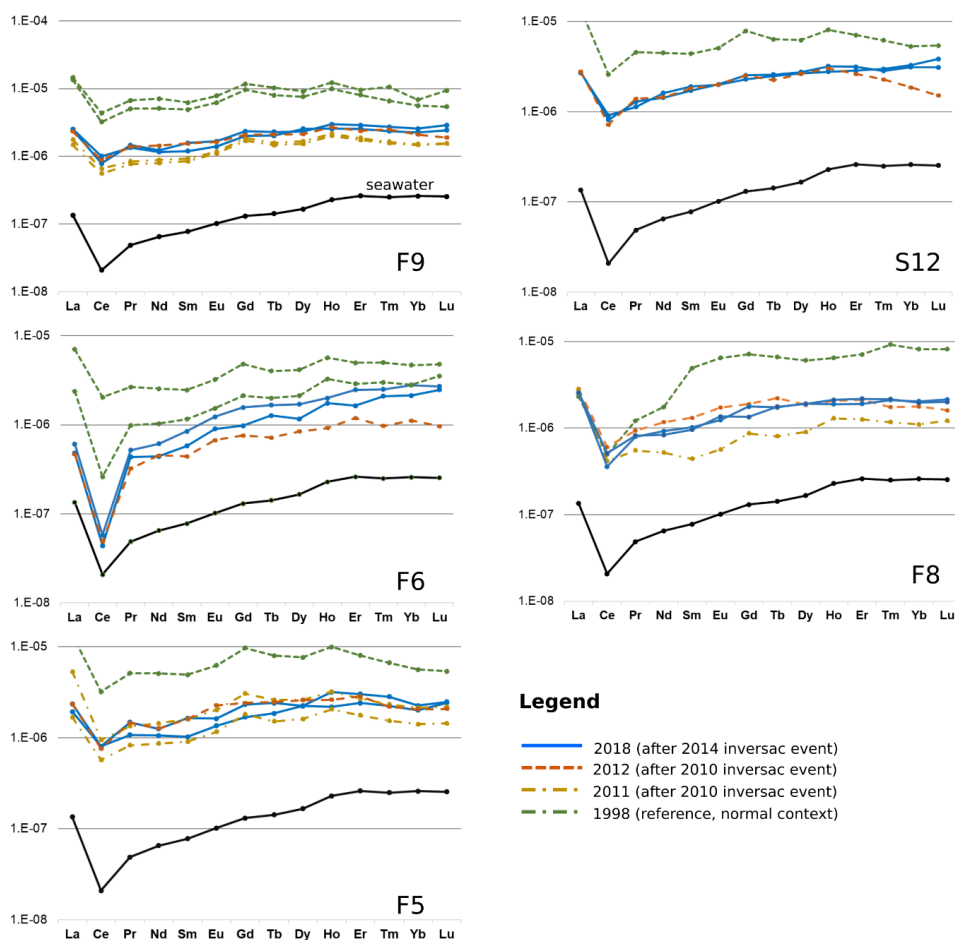 1.E-04
1.E-05
1.E-06
1.E-07
1.E-08
seawater
F9
La Ce Pr Nd Sm Eu Gd Tb Dy Ho Er Tm Yb Lu
1.E-05
1.E-06
1.E-07
1.E-08
S12
La Ce Pr Nd Sm Eu Gd Tb Dy Ho Er Tm Yb Lu
1.E-05
1.E-06
1.E-07
1.E-08
F6
La Ce Pr Nd Sm Eu Gd Tb Dy Ho Er Tm Yb Lu
1.E-05
1.E-06
1.E-07
1.E-08
F8
La Ce Pr Nd Sm Eu Gd Tb Dy Ho Er Tm Yb Lu
1.E-05
1.E-06
1.E-07
1.E-08
F5
La Ce Pr Nd Sm Eu Gd Tb Dy Ho Er Tm Yb Lu
Legend
2018 (after 2014 inversac event)
2012 (after 2010 inversac event)
2011 (after 2010 inversac event)
1998 (reference, normal context)